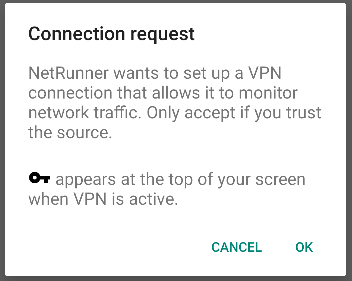 Connection request
NetRunner wants to set up a VPN
connection that allows it to monitor
network traffic. Only accept if you trust
the source.
appears at the top of your screen
when VPN is active.
CANCEL OK